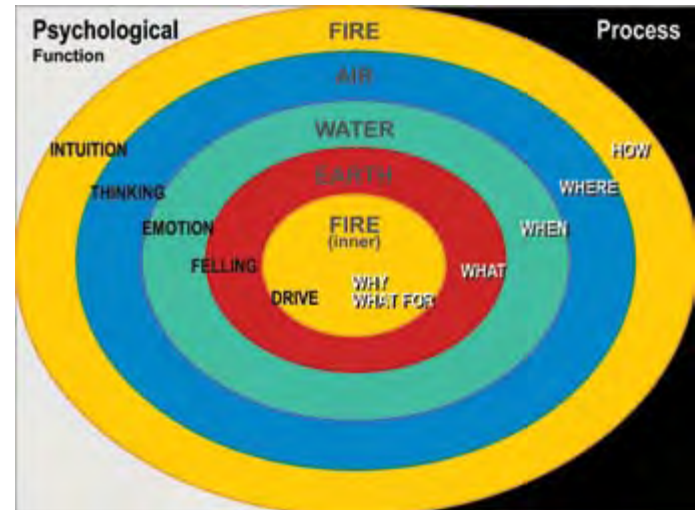 Psychological
Function
Process
FIRE
AIR
WATER
EARTH
FIRE
(inner)
INTUITION
THINKING
EMOTION
FELLING
DRIVE
HOW
WHERE
WHEN
WHAT
WHY
WHAT FOR